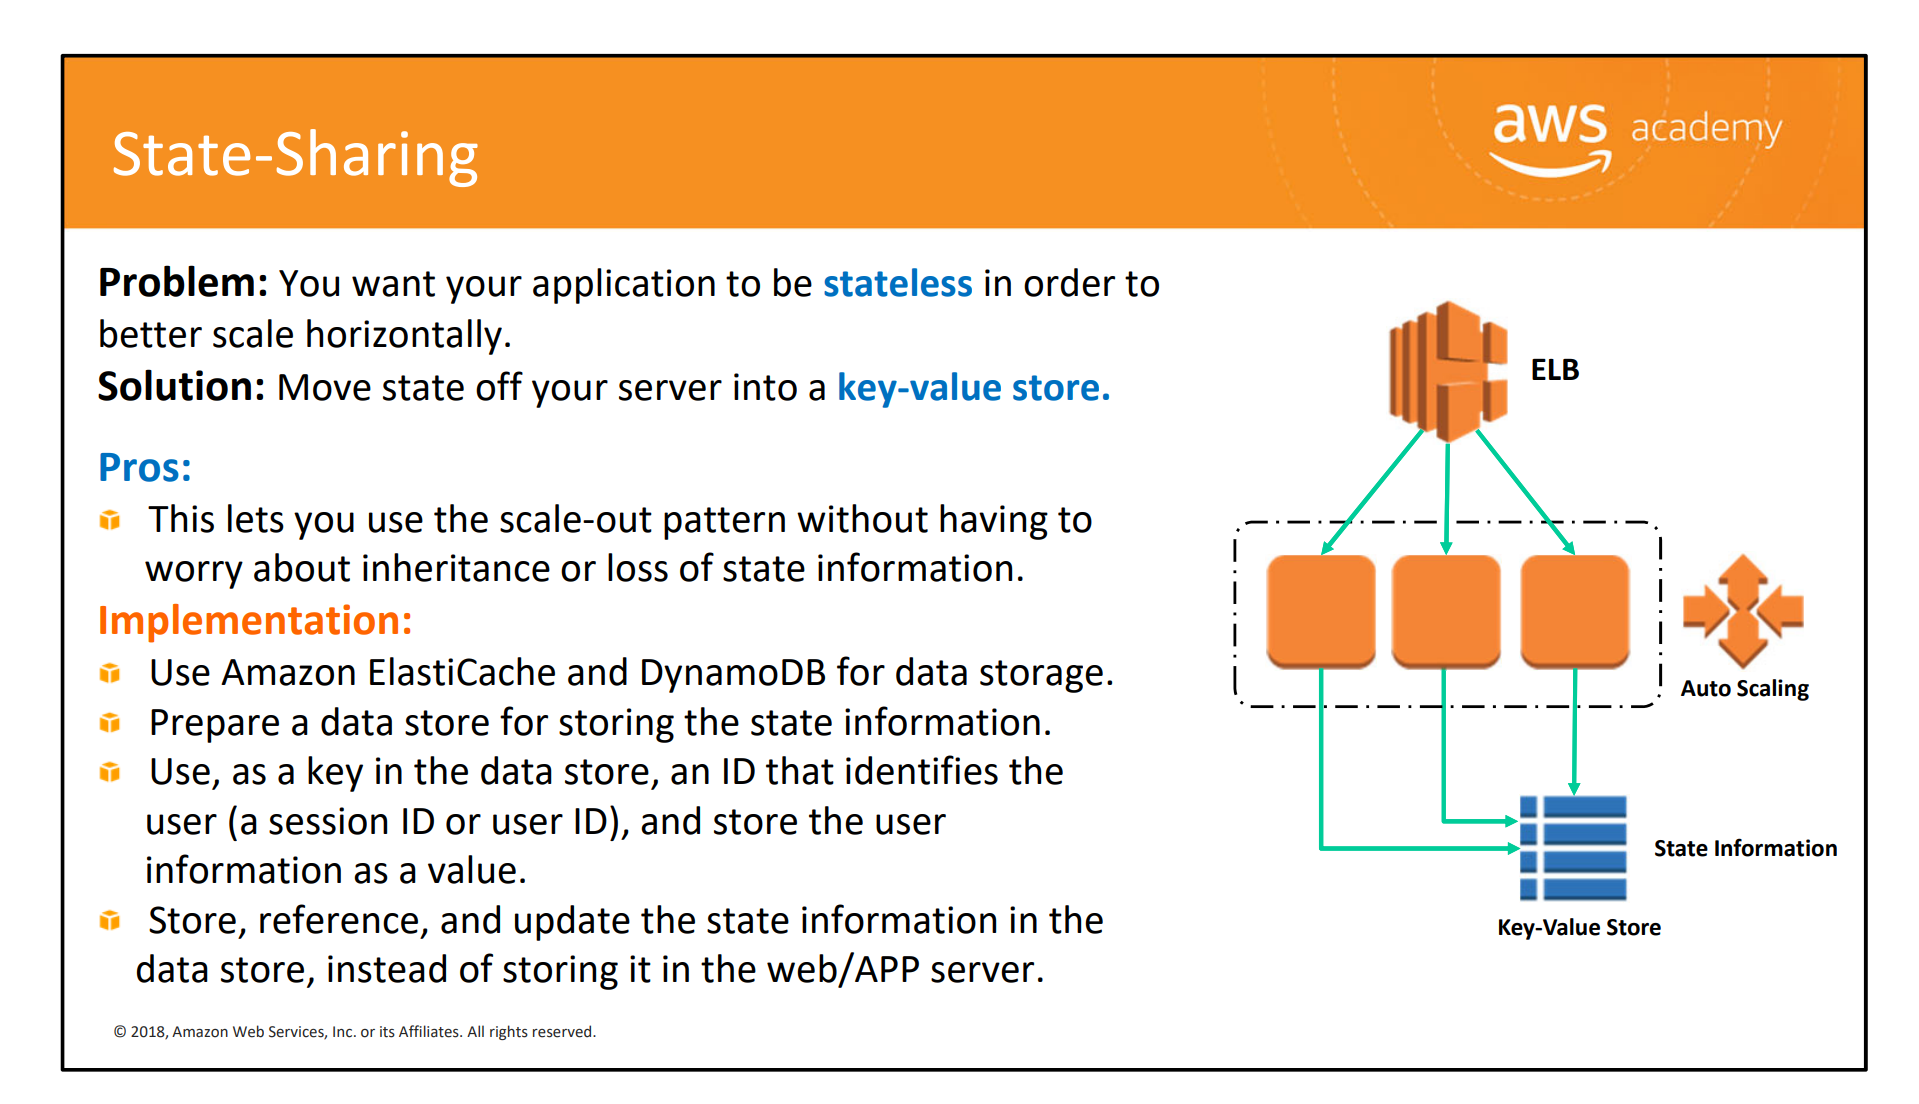 State-Sharing
aws academy
Problem: You want your application to be stateless in order to
better scale horizontally.
Solution: Move state off your server into a key-value store.
Pros:
This lets you use the scale-out pattern without having to
worry about inheritance or loss of state information.
Implementation:
Use Amazon ElastiCache and DynamoDB for data storage.
Prepare a data store for storing the state information.
Use, as a key in the data store, an ID that identifies the
user (a session ID or user ID), and store the user
information as a value.
Store, reference, and update the state information in the
data store, instead of storing it in the web/APP server.
ELB
Auto Scaling
State Information
Key-Value Store
© 2018, Amazon Web Services, Inc. or its Affiliates. All rights reserved.